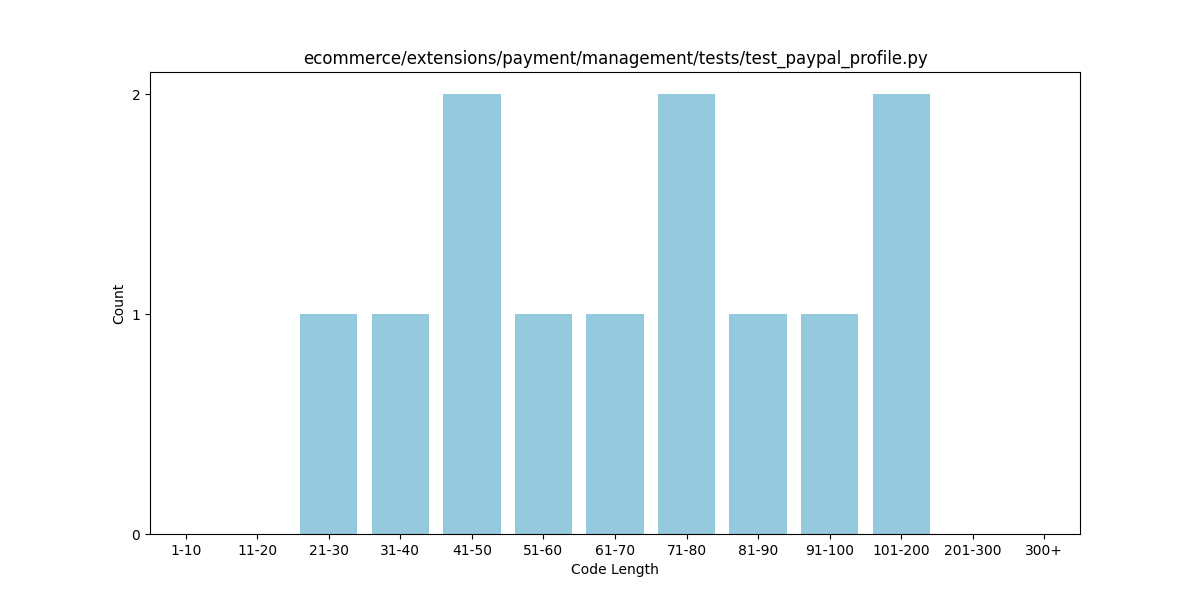 ecommerce/extensions/payment/management/tests/test_paypal_profile.py
2
1
0
Count
1-10 11-20 21-30 31-40 41-50 51-60 61-70 71-80 81-90 91-100 101-200 201-300 300+
Code Length